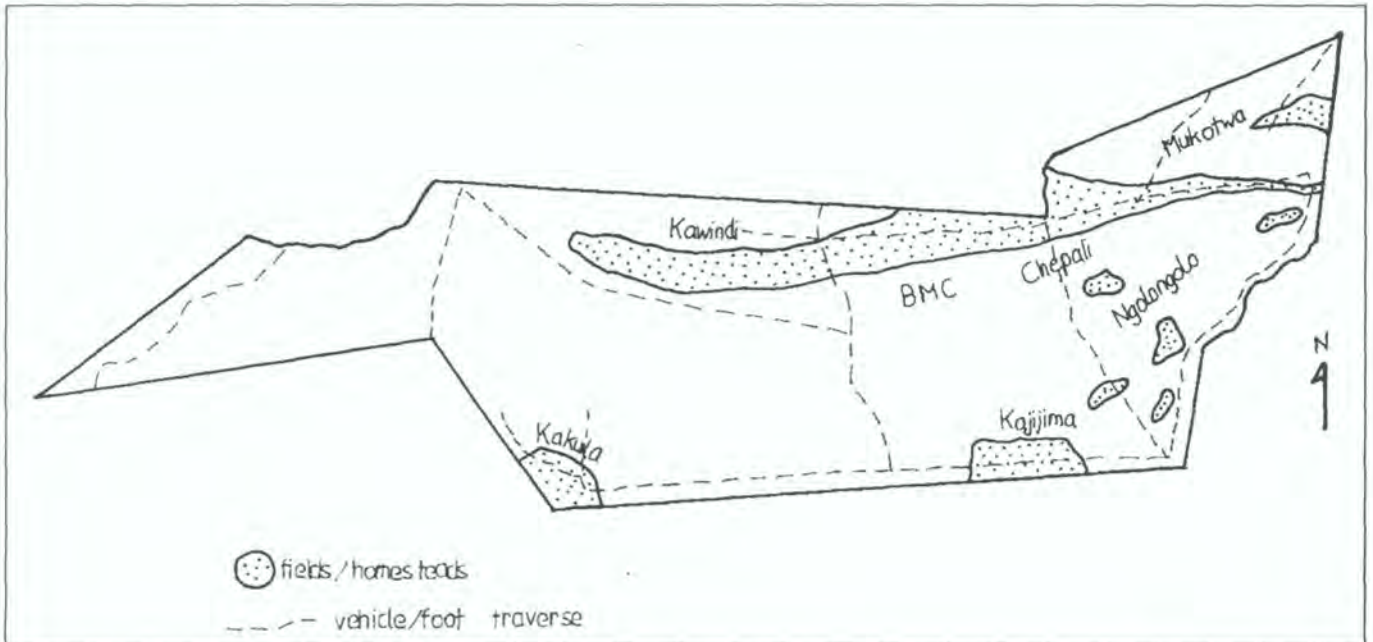 Mukotwa
Kawindi
Chepali
BMC
Ngolongolo
N
Kajijima
Kakula
fields/homesteads
vehicle/foot traverse